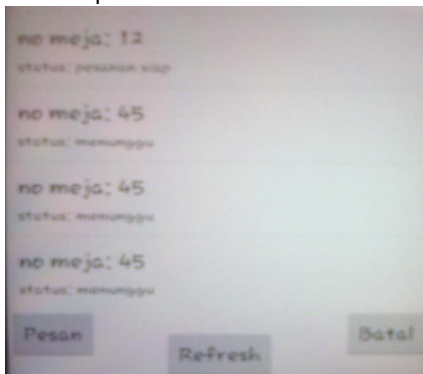 no meja: 12
status: pesanan siap
no meja: 45
status: menunggu
no meja: 45
status: menunggu
no meja: 45
status: menunggu
Pesan
Refresh
Batal